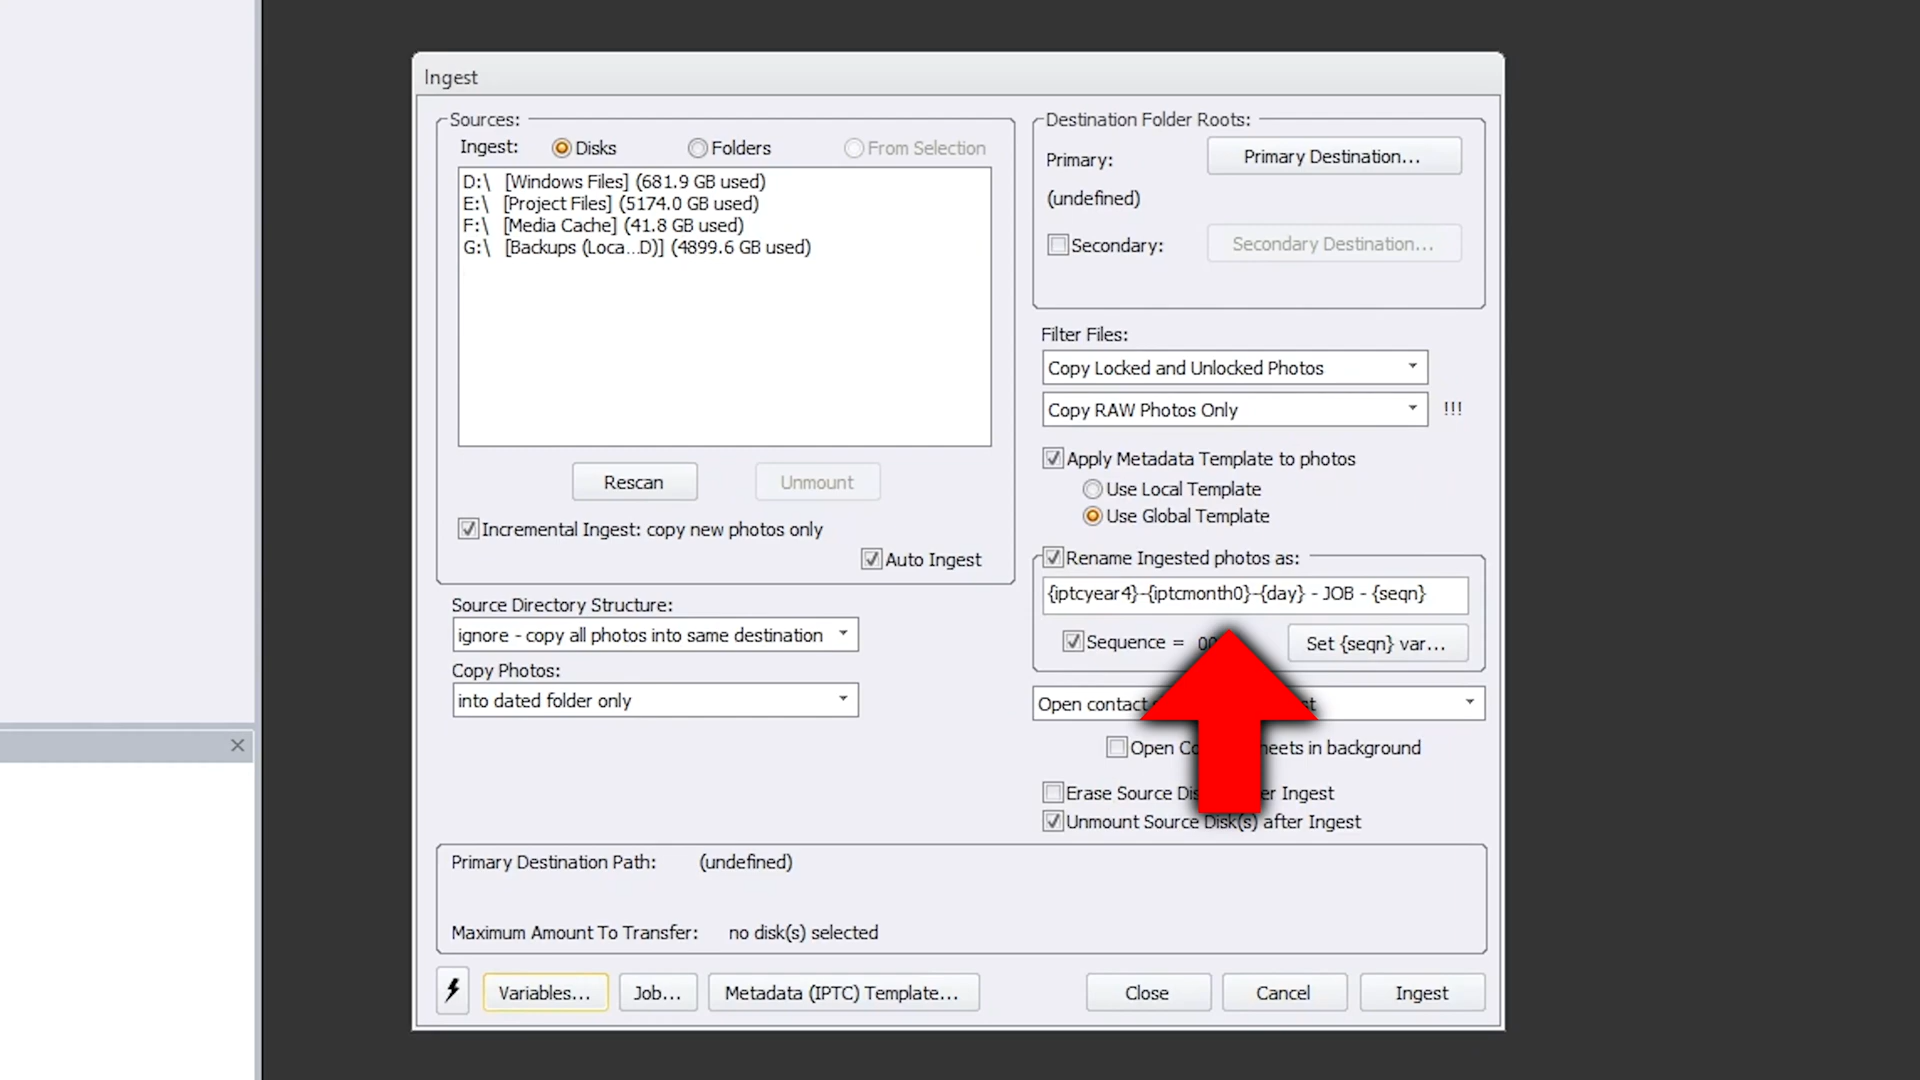 Ingest
Sources:
Ingest: Disks Folders From Selection
D:\ [Windows Files] (681.9 GB used)
E:\ [Project Files] (5174.0 GB used)
F:\ [Media Cache] (41.8 GB used)
G:\ [Backups (Loca...D)] (4899.6 GB used)
Rescan Unmount
Incremental Ingest: copy new photos only
Auto Ingest
Source Directory Structure:
ignore - copy all photos into same destination
Copy Photos:
into dated folder only
Destination Folder Roots:
Primary: Primary Destination...
(undefined)
Secondary: Secondary Destination...
Filter Files:
Copy Locked and Unlocked Photos
Copy RAW Photos Only !!!
Apply Metadata Template to photos
Use Local Template
Use Global Template
Rename Ingested photos as:
{iptcyear4}-{iptcmonth0}-{day} - JOB - {seqn}
Sequence = Set {seqn} var...
Open contact
Open in background
Erase Source Ingest
Unmount Source Disk(s) after Ingest
Primary Destination Path: (undefined)
Maximum Amount To Transfer: no disk(s) selected
Variables... Job... Metadata (IPTC) Template... Close Cancel Ingest